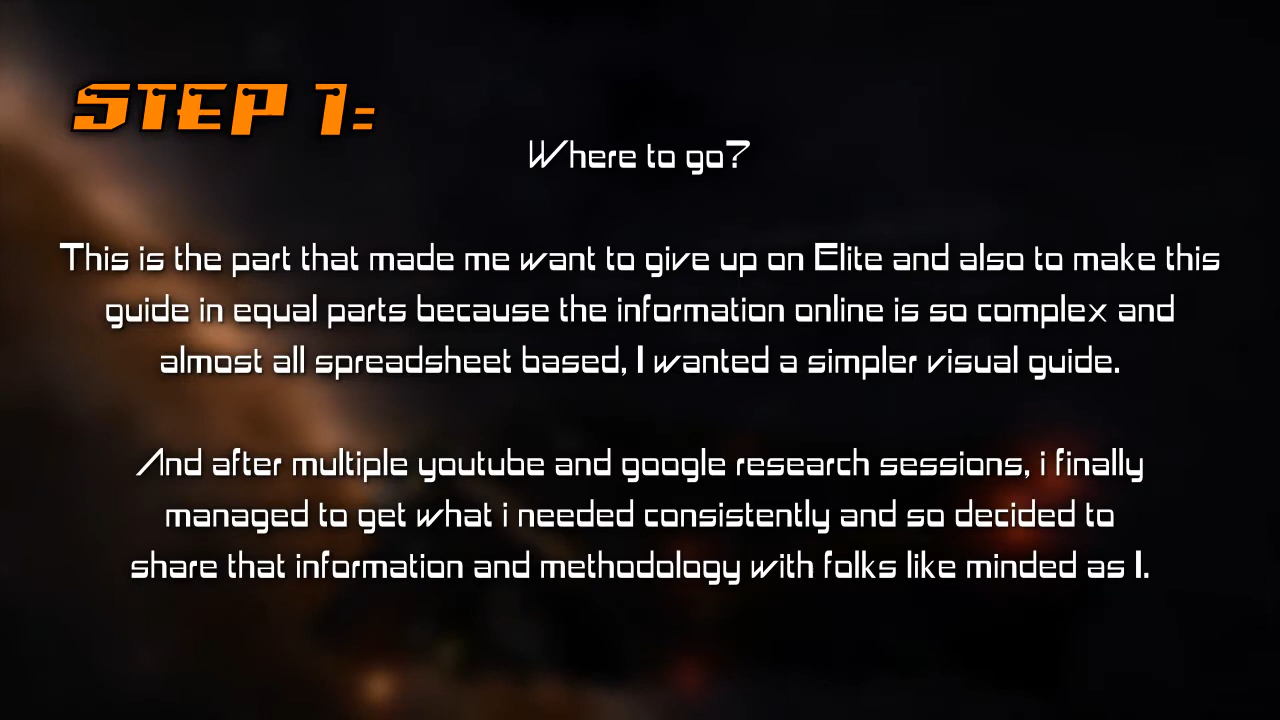 STEP 1:
Where to go?
This is the part that made me want to give up on Elite and also to make this
guide in equal parts because the information online is so complex and
almost all spreadsheet based, I wanted a simpler visual guide.
And after multiple youtube and google research sessions, i finally
managed to get what i needed consistently and so decided to
share that information and methodology with folks like minded as I.